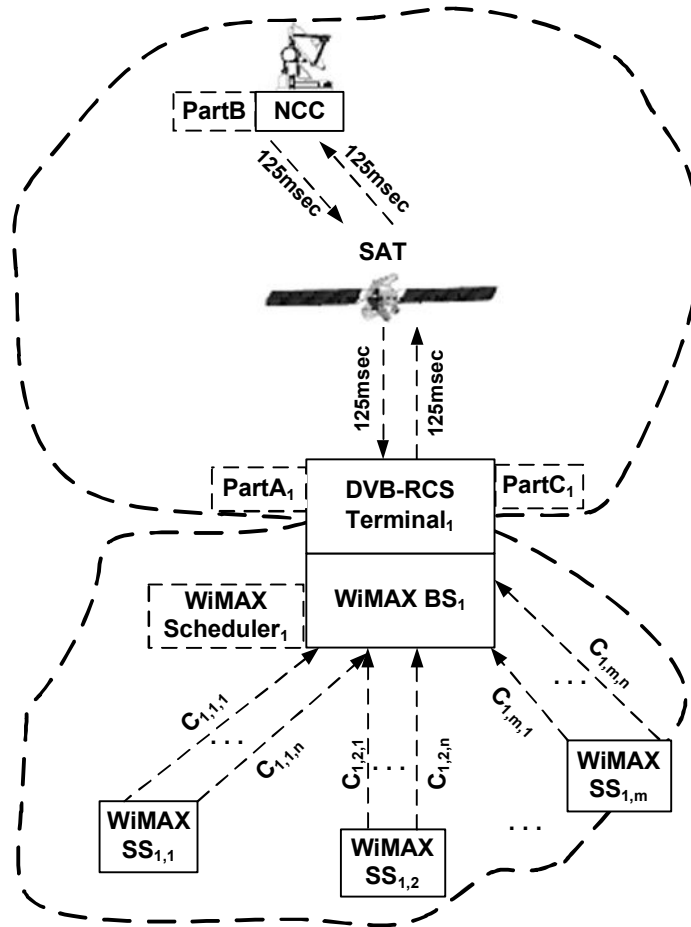 PartB
NCC
125msec
125msec
SAT
125msec
125msec
PartA₁
DVB-RCS
Terminal₁
PartC₁
WiMAX
Scheduler₁
WiMAX BS₁
C₁,₁,₁
. . .
C₁,₁,ₙ
C₁,₂,₁
. . .
C₁,₂,ₙ
C₁,ₘ,₁
. . .
C₁,ₘ,ₙ
WiMAX
SS₁,₁
WiMAX
SS₁,₂
. . .
WiMAX
SS₁,ₘ